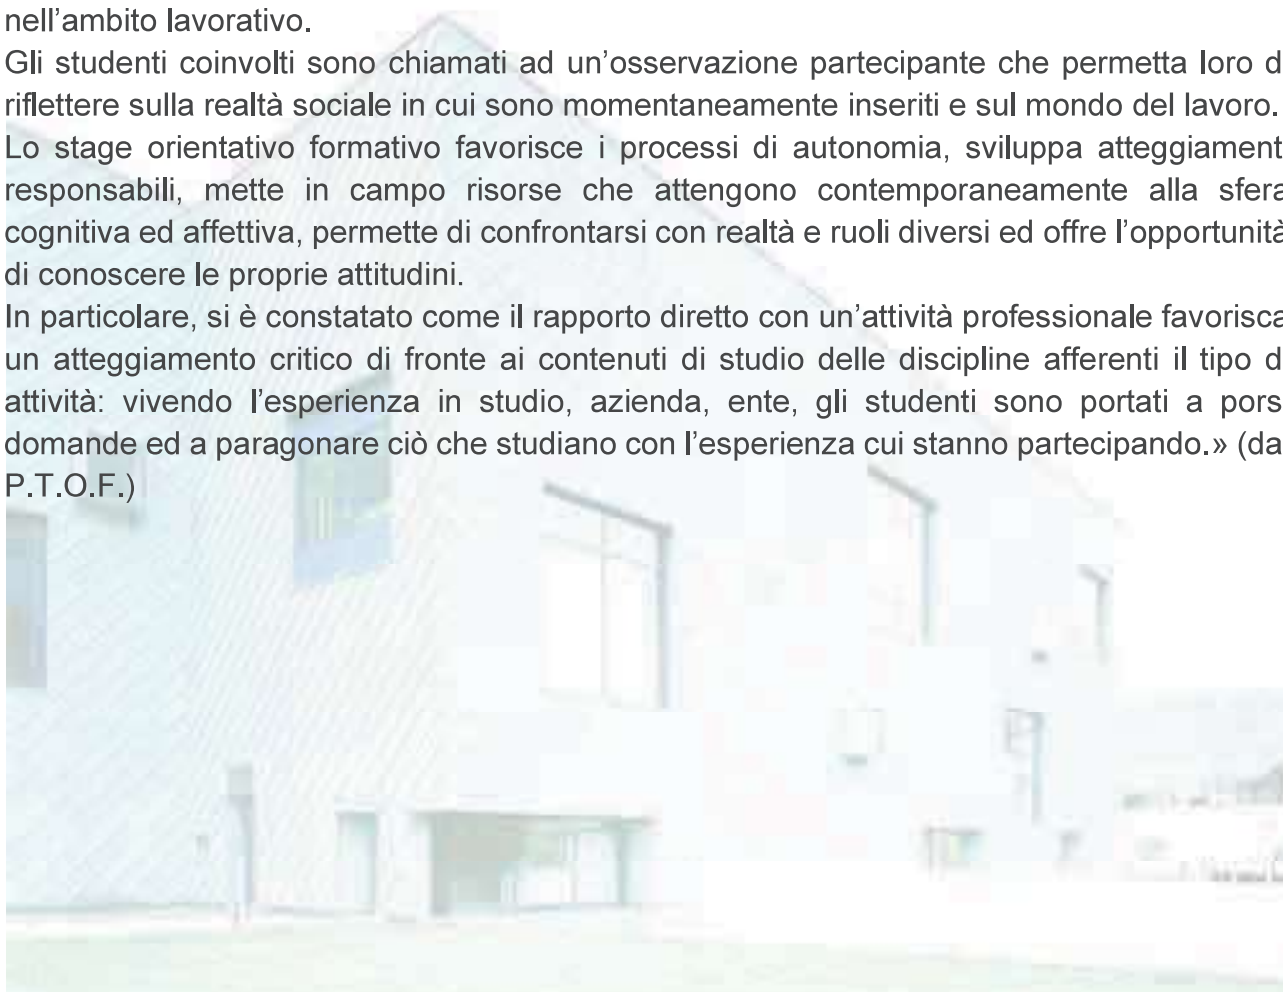 nell'ambito lavorativo.
Gli studenti coinvolti sono chiamati ad un'osservazione partecipante che permetta loro d
riflettere sulla realtà sociale in cui sono momentaneamente inseriti e sul mondo del lavoro.
Lo stage orientativo formativo favorisce i processi di autonomia, sviluppa atteggiament
responsabili, mette in campo risorse che attengono contemporaneamente alla sfera
cognitiva ed affettiva, permette di confrontarsi con realtà e ruoli diversi ed offre l'opportunità
di conoscere le proprie attitudini.
In particolare, si è constatato come il rapporto diretto con un'attività professionale favorisca
un atteggiamento critico di fronte ai contenuti di studio delle discipline afferenti il tipo d
attività: vivendo l'esperienza in studio, azienda, ente, gli studenti sono portati a pors
domande ed a paragonare ciò che studiano con l'esperienza cui stanno partecipando.» (da
P.T.O.F.)